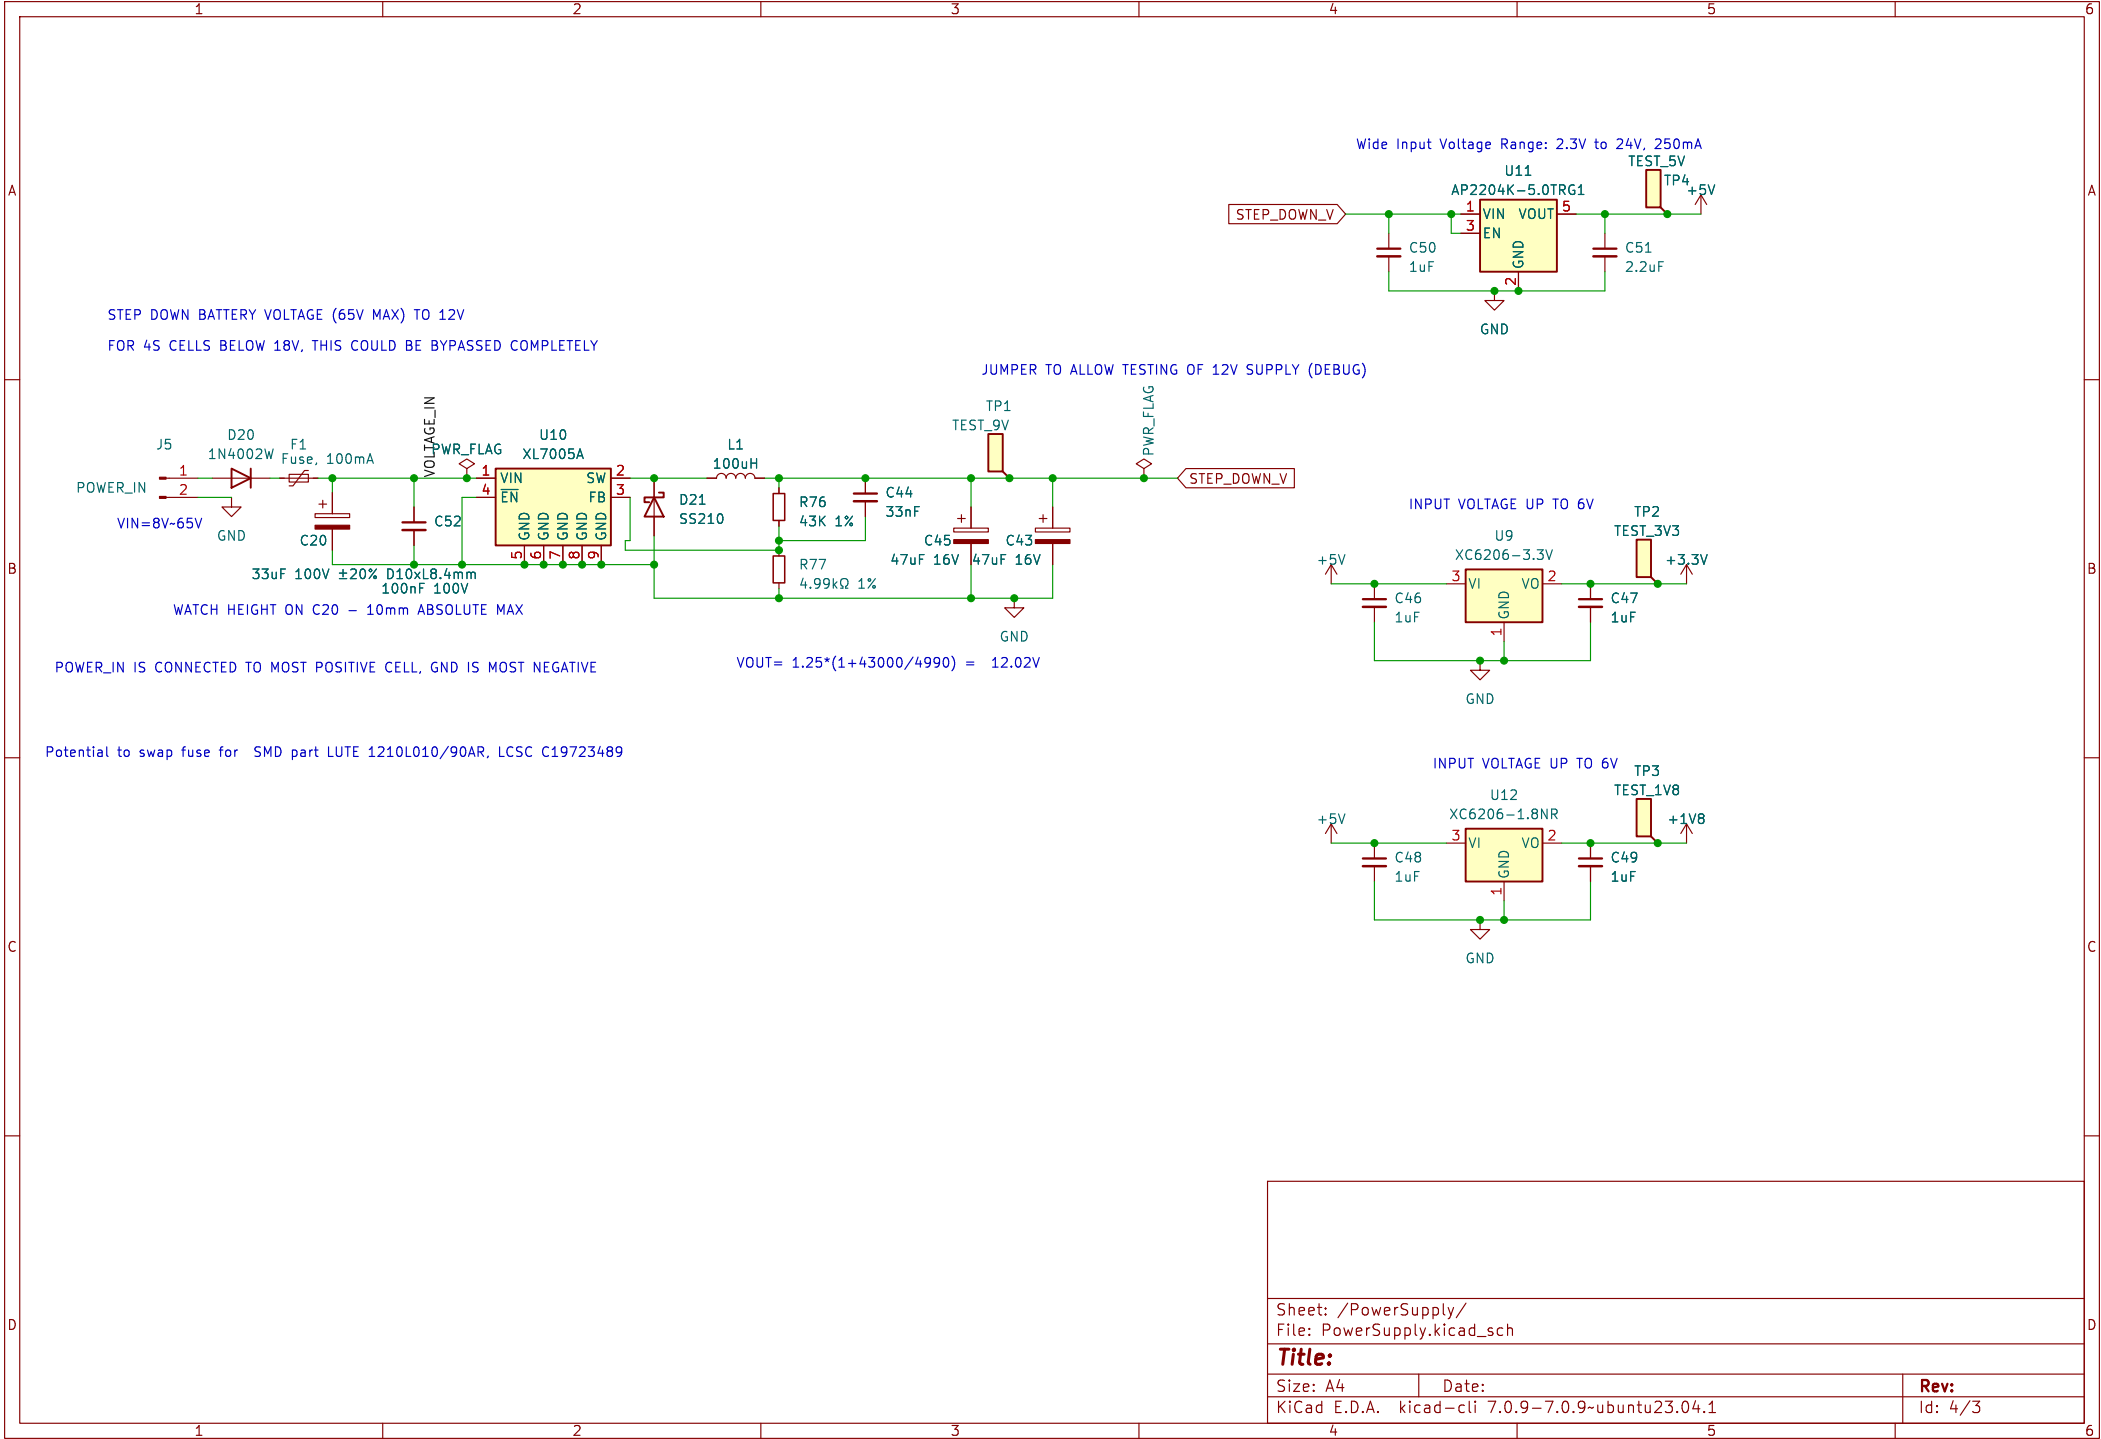 1 2 3 4 5 6
A A
B B
C C
D D
Wide Input Voltage Range: 2.3V to 24V, 250mA
TEST_5V
TP4
+5V
U11
AP2204K-5.0TRG1
STEP_DOWN_V
1 VIN VOUT 5
3 EN
GND
2
C50
1uF
C51
2.2uF
GND
STEP DOWN BATTERY VOLTAGE (65V MAX) TO 12V
FOR 4S CELLS BELOW 18V, THIS COULD BE BYPASSED COMPLETELY
JUMPER TO ALLOW TESTING OF 12V SUPPLY (DEBUG)
J5
1
2
POWER_IN
VIN=8V~65V
GND
D20
1N4002W
F1
Fuse, 100mA
VOLTAGE_IN
PWR_FLAG
+
C20
33uF 100V ±20% D10xL8.4mm
C52
100nF 100V
WATCH HEIGHT ON C20 - 10mm ABSOLUTE MAX
U10
XL7005A
1 VIN SW 2
4 EN FB 3
GND GND GND GND GND
5 6 7 8 9
D21
SS210
L1
100uH
R76
43K 1%
R77
4.99kΩ 1%
C44
33nF
TP1
TEST_9V
+
C45
47uF 16V
+
C43
47uF 16V
GND
PWR_FLAG
STEP_DOWN_V
VOUT= 1.25*(1+43000/4990) =  12.02V
POWER_IN IS CONNECTED TO MOST POSITIVE CELL, GND IS MOST NEGATIVE
Potential to swap fuse for  SMD part LUTE 1210L010/90AR, LCSC C19723489
INPUT VOLTAGE UP TO 6V
TP2
TEST_3V3
U9
XC6206-3.3V
+5V
+3.3V
3 VI VO 2
GND
1
C46
1uF
C47
1uF
GND
INPUT VOLTAGE UP TO 6V
TP3
TEST_1V8
U12
XC6206-1.8NR
+5V
+1V8
3 VI VO 2
GND
1
C48
1uF
C49
1uF
GND
Sheet: /PowerSupply/
File: PowerSupply.kicad_sch
Title:
Size: A4 Date: Rev:
KiCad E.D.A.  kicad-cli 7.0.9-7.0.9~ubuntu23.04.1 Id: 4/3
1 2 3 4 5 6